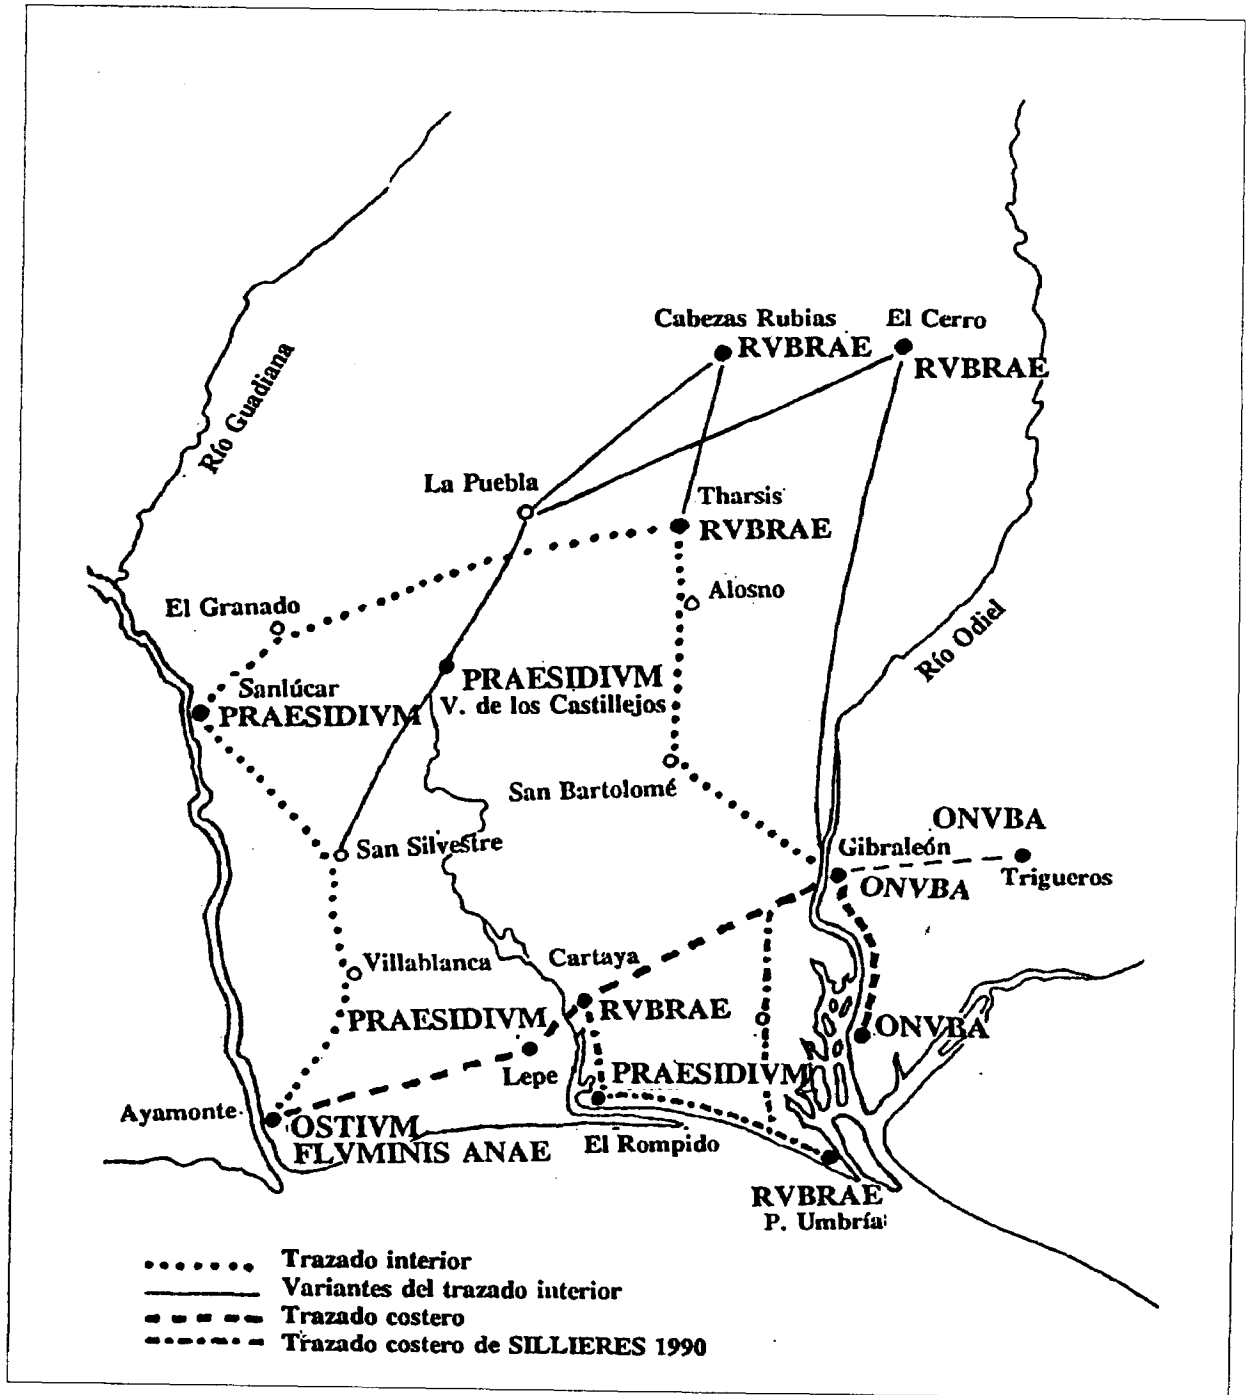 Cabezas Rubias
RVBRAE
El Cerro
RVBRAE
Río Guadiana
La Puebla
Tharsis
RVBRAE
Alosno
El Granado
Río Odiel
Sanlúcar
PRAESIDIVM
PRAESIDIVM
V. de los Castillejos
San Bartolomé
San Silvestre
Gibraleón
ONVBA
ONVBA
Trigueros
Villablanca
Cartaya
PRAESIDIVM
RVBRAE
ONVBA
Lepe
PRAESIDIVM
Ayamonte
OSTIVM
FLVMINIS ANAE
El Rompido
RVBRAE
P. Umbría
Trazado interior
Variantes del trazado interior
Trazado costero
Trazado costero de SILLIERES 1990